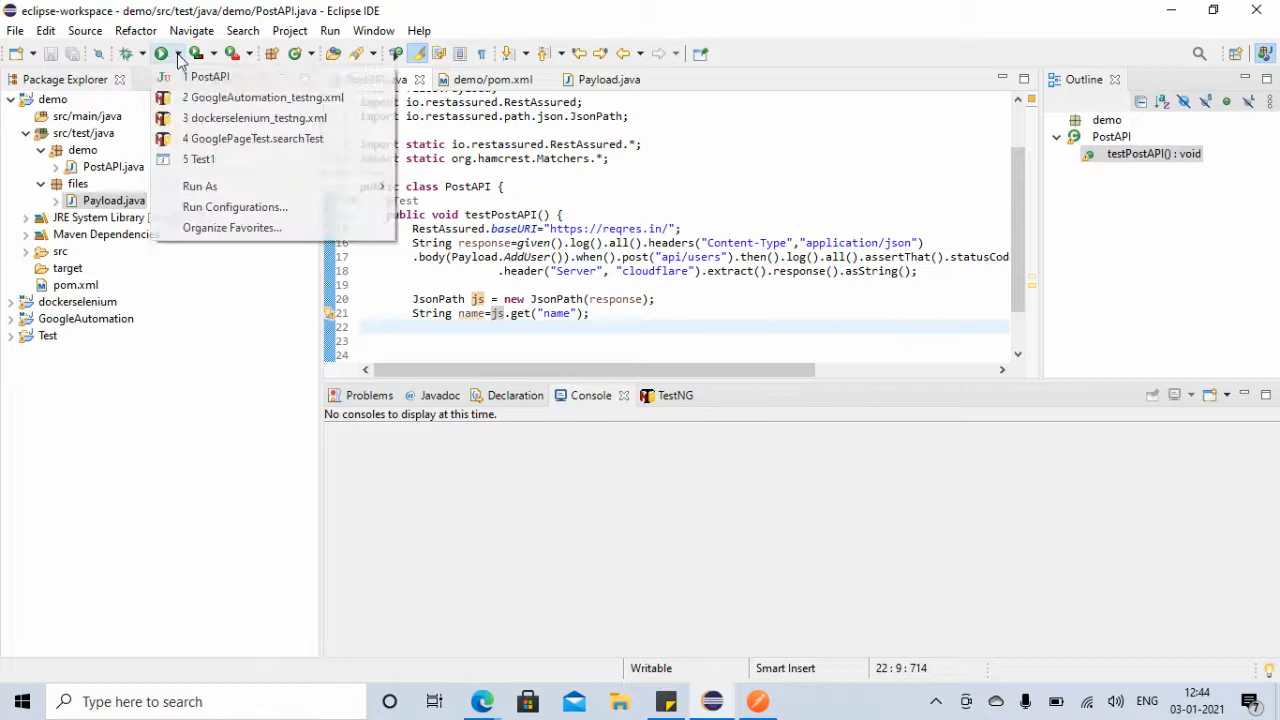 eclipse-workspace - demo/src/test/java/demo/PostAPI.java - Eclipse IDE
File Edit Source Refactor Navigate Search Project Run Window Help
Package Explorer
demo/pom.xml
Payload.java
Outline
1 PostAPI
2 GoogleAutomation_testng.xml
3 dockerselenium_testng.xml
4 GooglePageTest.searchTest
5 Test1
Run As
Run Configurations...
Organize Favorites...
demo
src/main/java
src/test/java
demo
PostAPI.java
files
Payload.java
JRE System Library
Maven Dependencies
src
target
pom.xml
dockerselenium
GoogleAutomation
Test
import io.restassured.RestAssured;
import io.restassured.path.json.JsonPath;
import static io.restassured.RestAssured.*;
import static org.hamcrest.Matchers.*;
class PostAPI {
public void testPostAPI() {
RestAssured.baseURI="https://reqres.in/";
16 String response=given().log().all().headers("Content-Type","application/json")
17 .body(Payload.AddUser()).when().post("api/users").then().log().all().assertThat().statusCod
18 .header("Server", "cloudflare").extract().response().asString();
19
20 JsonPath js = new JsonPath(response);
21 String name=js.get("name");
22
23
24
demo
PostAPI
testPostAPI() : void
Problems @ Javadoc Declaration Console TestNG
No consoles to display at this time.
Writable Smart Insert 22 : 9 : 714
Type here to search
ENG
12:44
03-01-2021
7